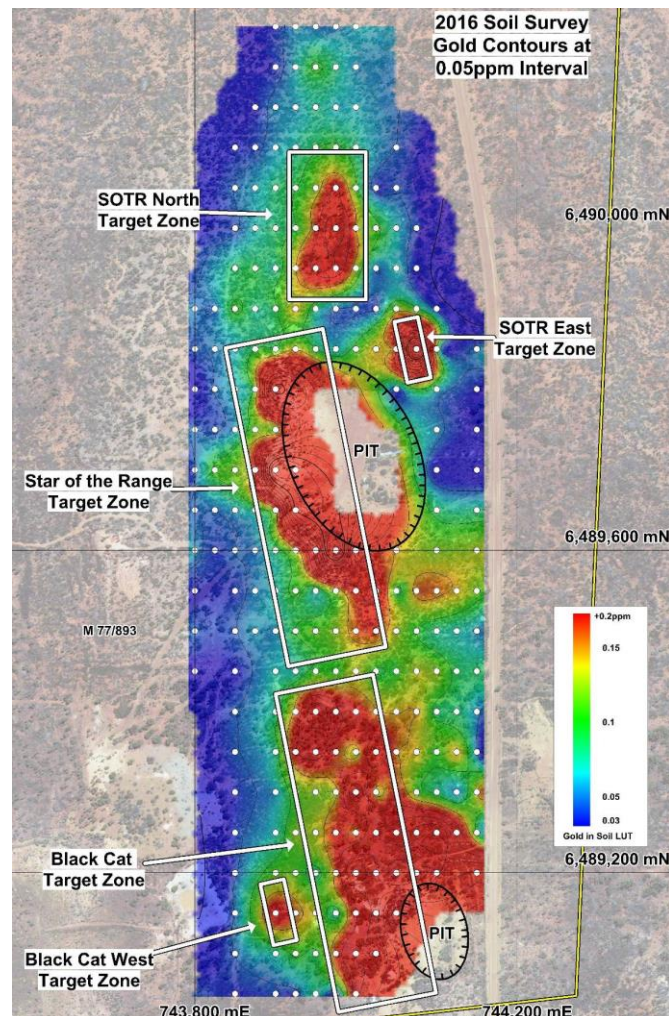 2016 Soil Survey
Gold Contours at
0.05ppm Interval
SOTR North
Target Zone
6,490,000 mN
SOTR East
Target Zone
PIT
Star of the Range
Target Zone
6,489,600 mN
M 77/893
+0.2ppm
0.15
0.1
0.05
0.03
Gold in Soil LUT
Black Cat
Target Zone
6,489,200 mN
PIT
Black Cat West
Target Zone
743,800 mE
744,200 mE